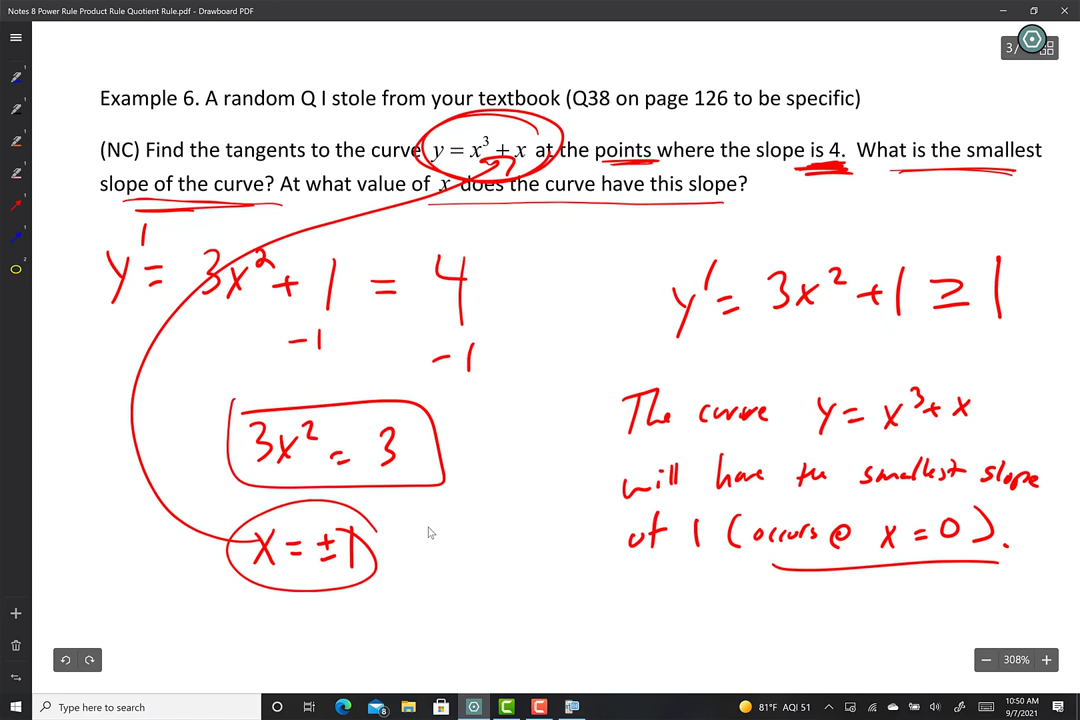 Notes 8 Power Rule Product Rule Quotient Rule.pdf - Drawboard PDF
3/
Example 6. A random Q I stole from your textbook (Q38 on page 126 to be specific)
(NC) Find the tangents to the curve y = x³ + x at the points where the slope is 4. What is the smallest
slope of the curve? At what value of x does the curve have this slope?
y' = 3x² + 1 = 4
-1 -1
3x² = 3
x = ±1
y' = 3x² + 1 ≥ 1
The curve y = x³ + x
will have the smallest slope
of 1 (occurs @ x = 0).
308%
Type here to search
8
81°F AQI 51
10:50 AM
9/7/2021